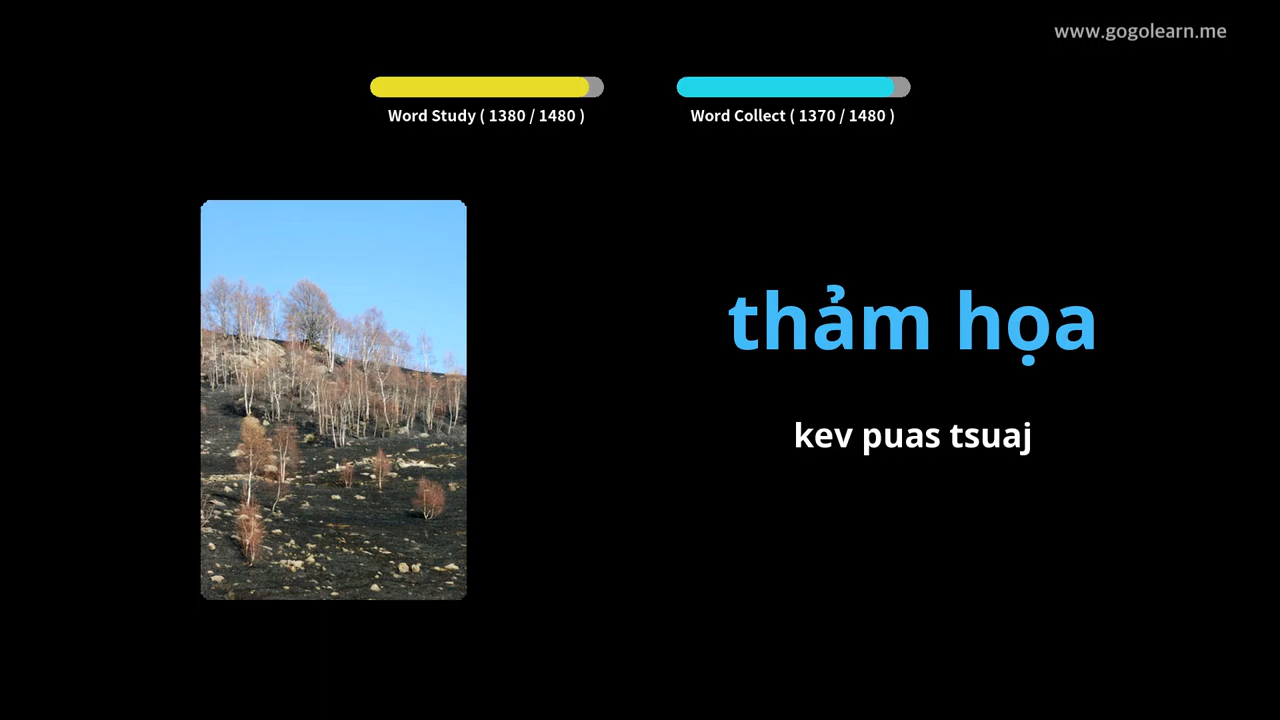 www.gogolearn.me
Word Study ( 1380 / 1480 )
Word Collect ( 1370 / 1480 )
thảm họa
kev puas tsuaj